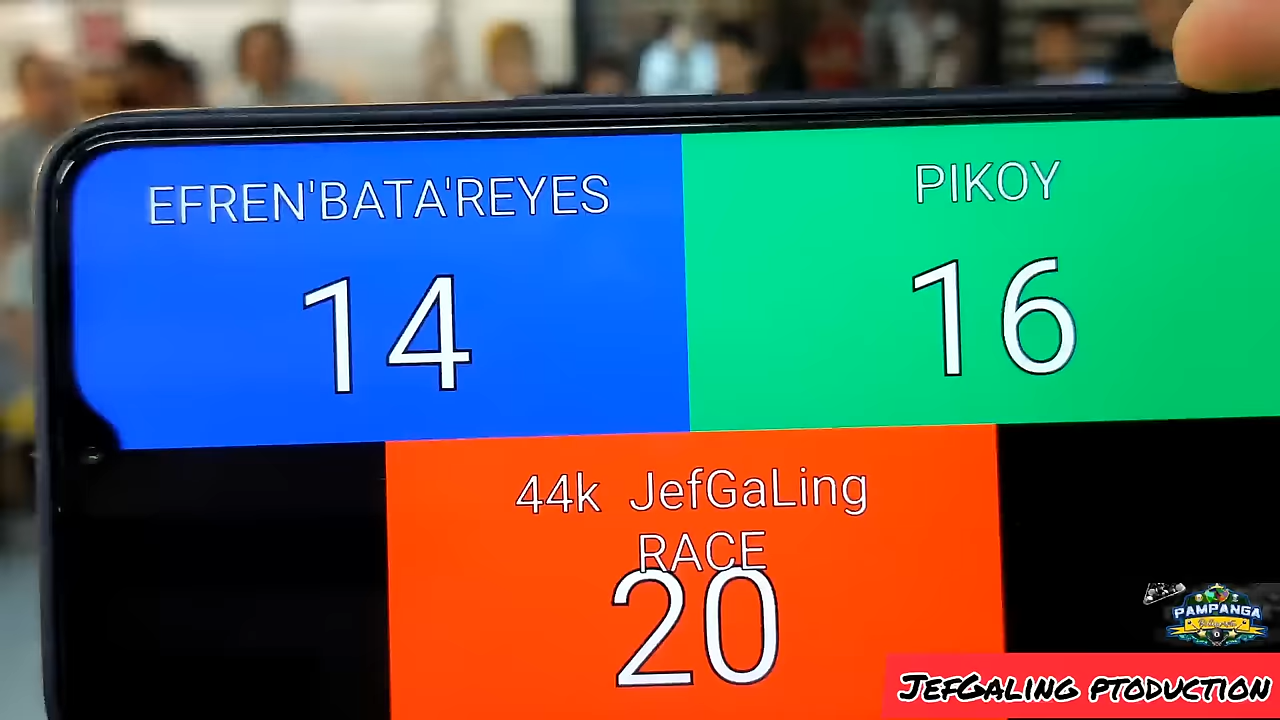 EFREN'BATA'REYES
14
PIKOY
16
44k JefGaLing
RACE
20
PAMPANGA
JefGaling ptoduction